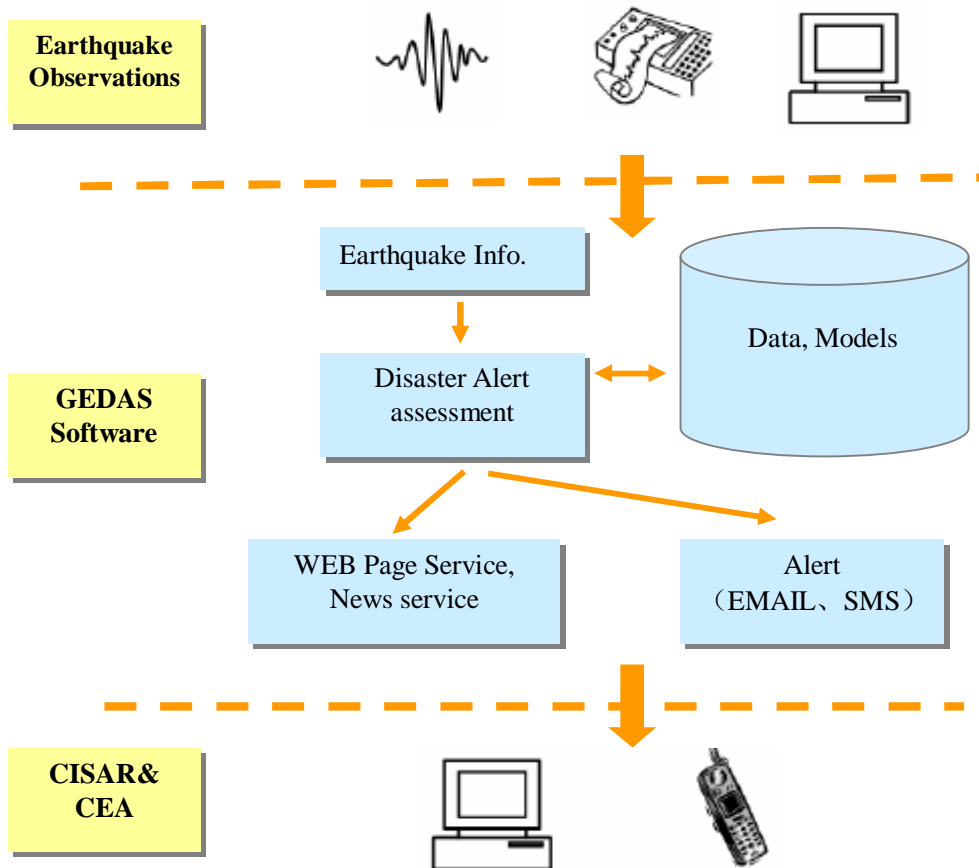 Earthquake
Observations
Earthquake Info.
Data, Models
Disaster Alert
assessment
GEDAS
Software
WEB Page Service,
News service
Alert
（EMAIL、SMS）
CISAR&
CEA